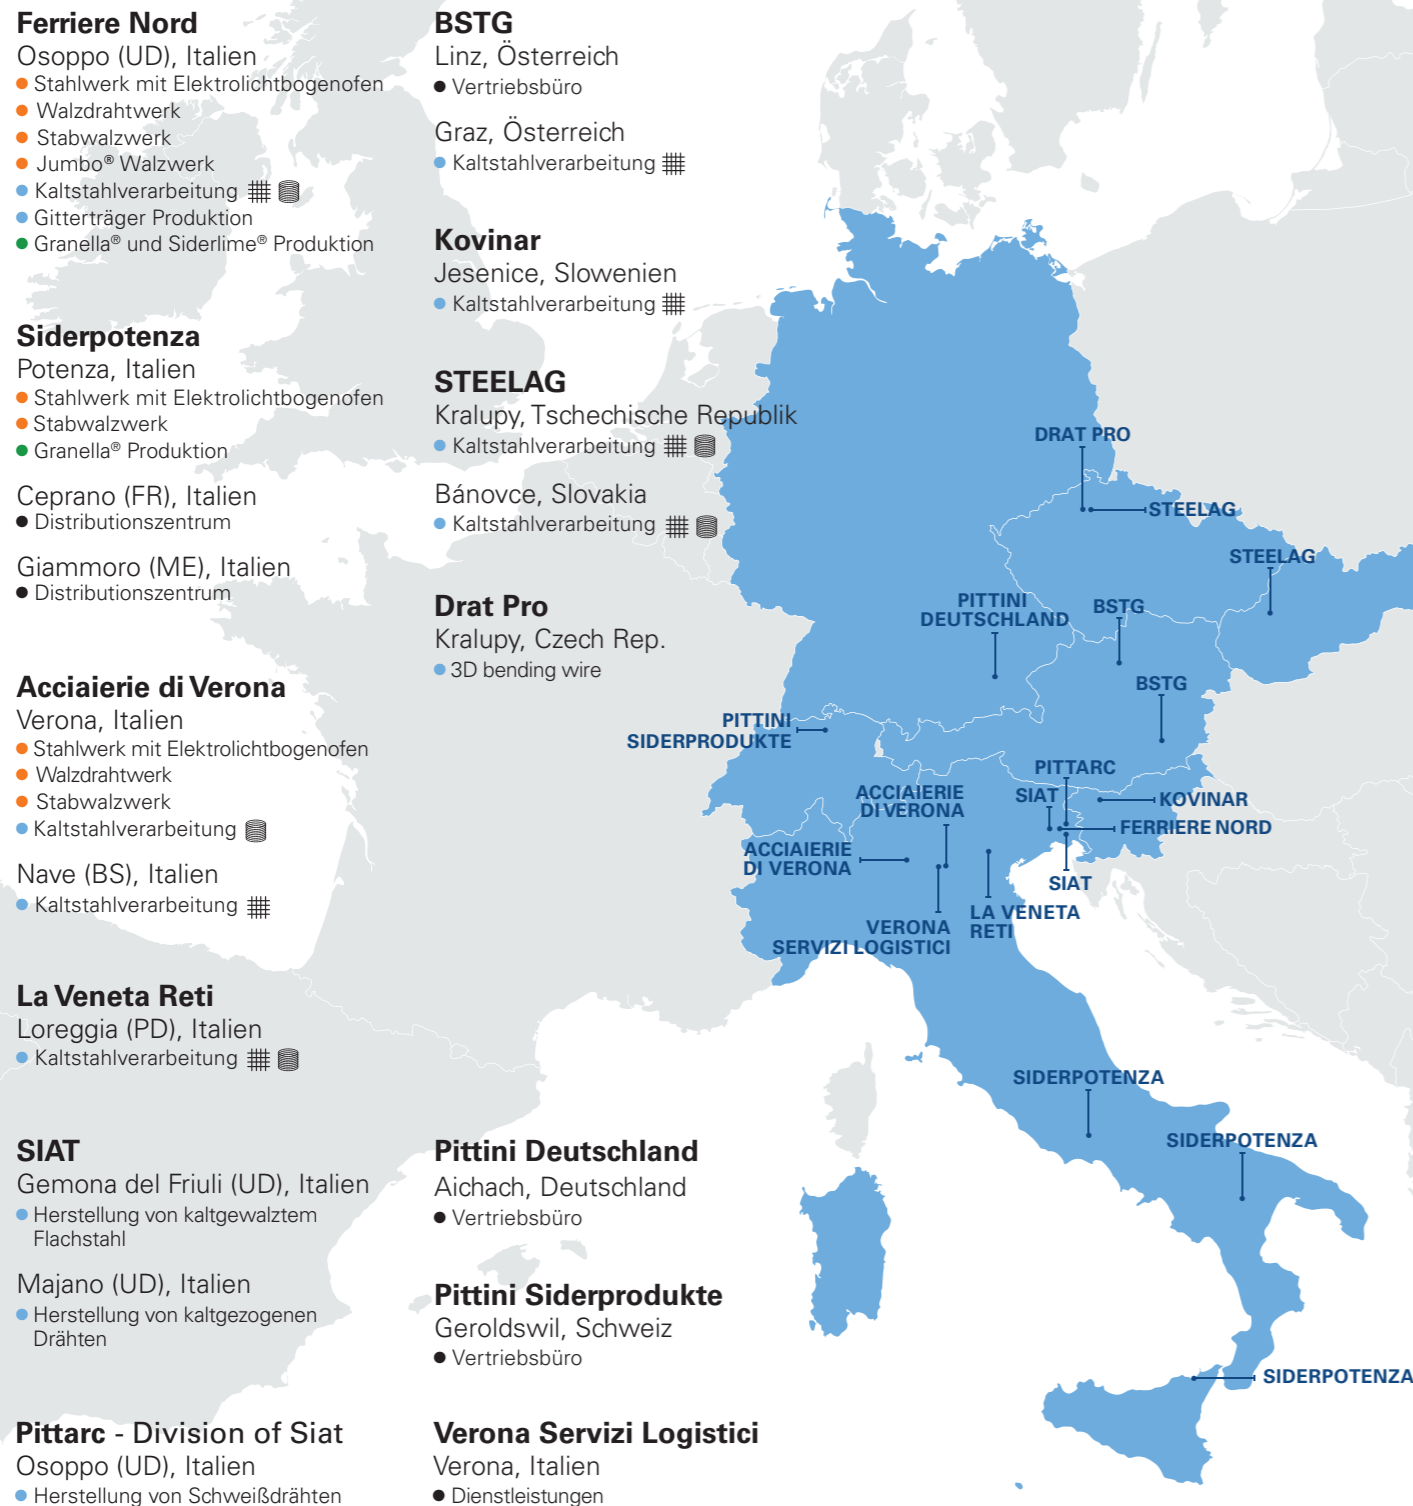 Ferriere Nord
Osoppo (UD), Italien
Stahlwerk mit Elektrolichtbogenofen
Walzdrahtwerk
Stabwalzwerk
Jumbo® Walzwerk
Kaltstahlverarbeitung
Gitterträger Produktion
Granella® und Siderlime® Produktion
Siderpotenza
Potenza, Italien
Stahlwerk mit Elektrolichtbogenofen
Stabwalzwerk
Granella® Produktion
Ceprano (FR), Italien
Distributionszentrum
Giammoro (ME), Italien
Distributionszentrum
Acciaierie di Verona
Verona, Italien
Stahlwerk mit Elektrolichtbogenofen
Walzdrahtwerk
Stabwalzwerk
Kaltstahlverarbeitung
Nave (BS), Italien
Kaltstahlverarbeitung
La Veneta Reti
Loreggia (PD), Italien
Kaltstahlverarbeitung
SIAT
Gemona del Friuli (UD), Italien
Herstellung von kaltgewalztem
Flachstahl
Majano (UD), Italien
Herstellung von kaltgezogenen
Drähten
Pittarc - Division of Siat
Osoppo (UD), Italien
Herstellung von Schweißdrähten
BSTG
Linz, Österreich
Vertriebsbüro
Graz, Österreich
Kaltstahlverarbeitung
Kovinar
Jesenice, Slowenien
Kaltstahlverarbeitung
STEELAG
Kralupy, Tschechische Republik
Kaltstahlverarbeitung
Bánovce, Slovakia
Kaltstahlverarbeitung
Drat Pro
Kralupy, Czech Rep.
3D bending wire
Pittini Deutschland
Aichach, Deutschland
Vertriebsbüro
Pittini Siderprodukte
Geroldswil, Schweiz
Vertriebsbüro
Verona Servizi Logistici
Verona, Italien
Dienstleistungen
DRAT PRO
STEELAG
STEELAG
PITTINI
DEUTSCHLAND
BSTG
BSTG
PITTINI
SIDERPRODUKTE
PITTARC
ACCIAIERIE
DI VERONA
SIAT
KOVINAR
FERRIERE NORD
ACCIAIERIE
DI VERONA
SIAT
LA VENETA
RETI
VERONA
SERVIZI LOGISTICI
SIDERPOTENZA
SIDERPOTENZA
SIDERPOTENZA